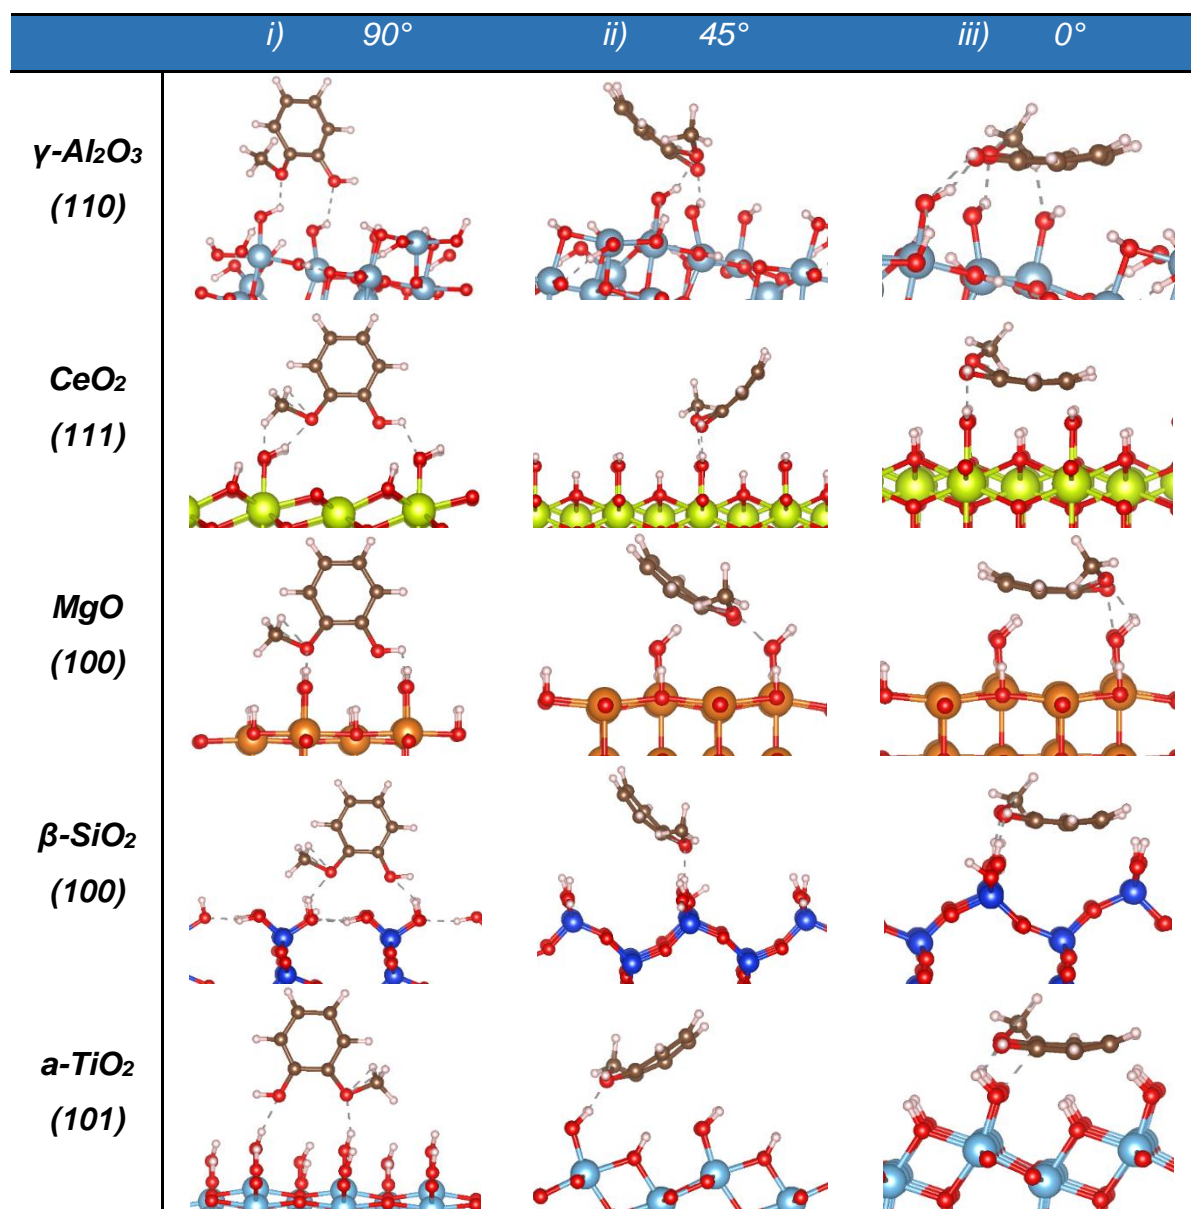 i) 90°
ii) 45°
iii) 0°
γ-Al₂O₃
(110)
CeO₂
(111)
MgO
(100)
β-SiO₂
(100)
a-TiO₂
(101)